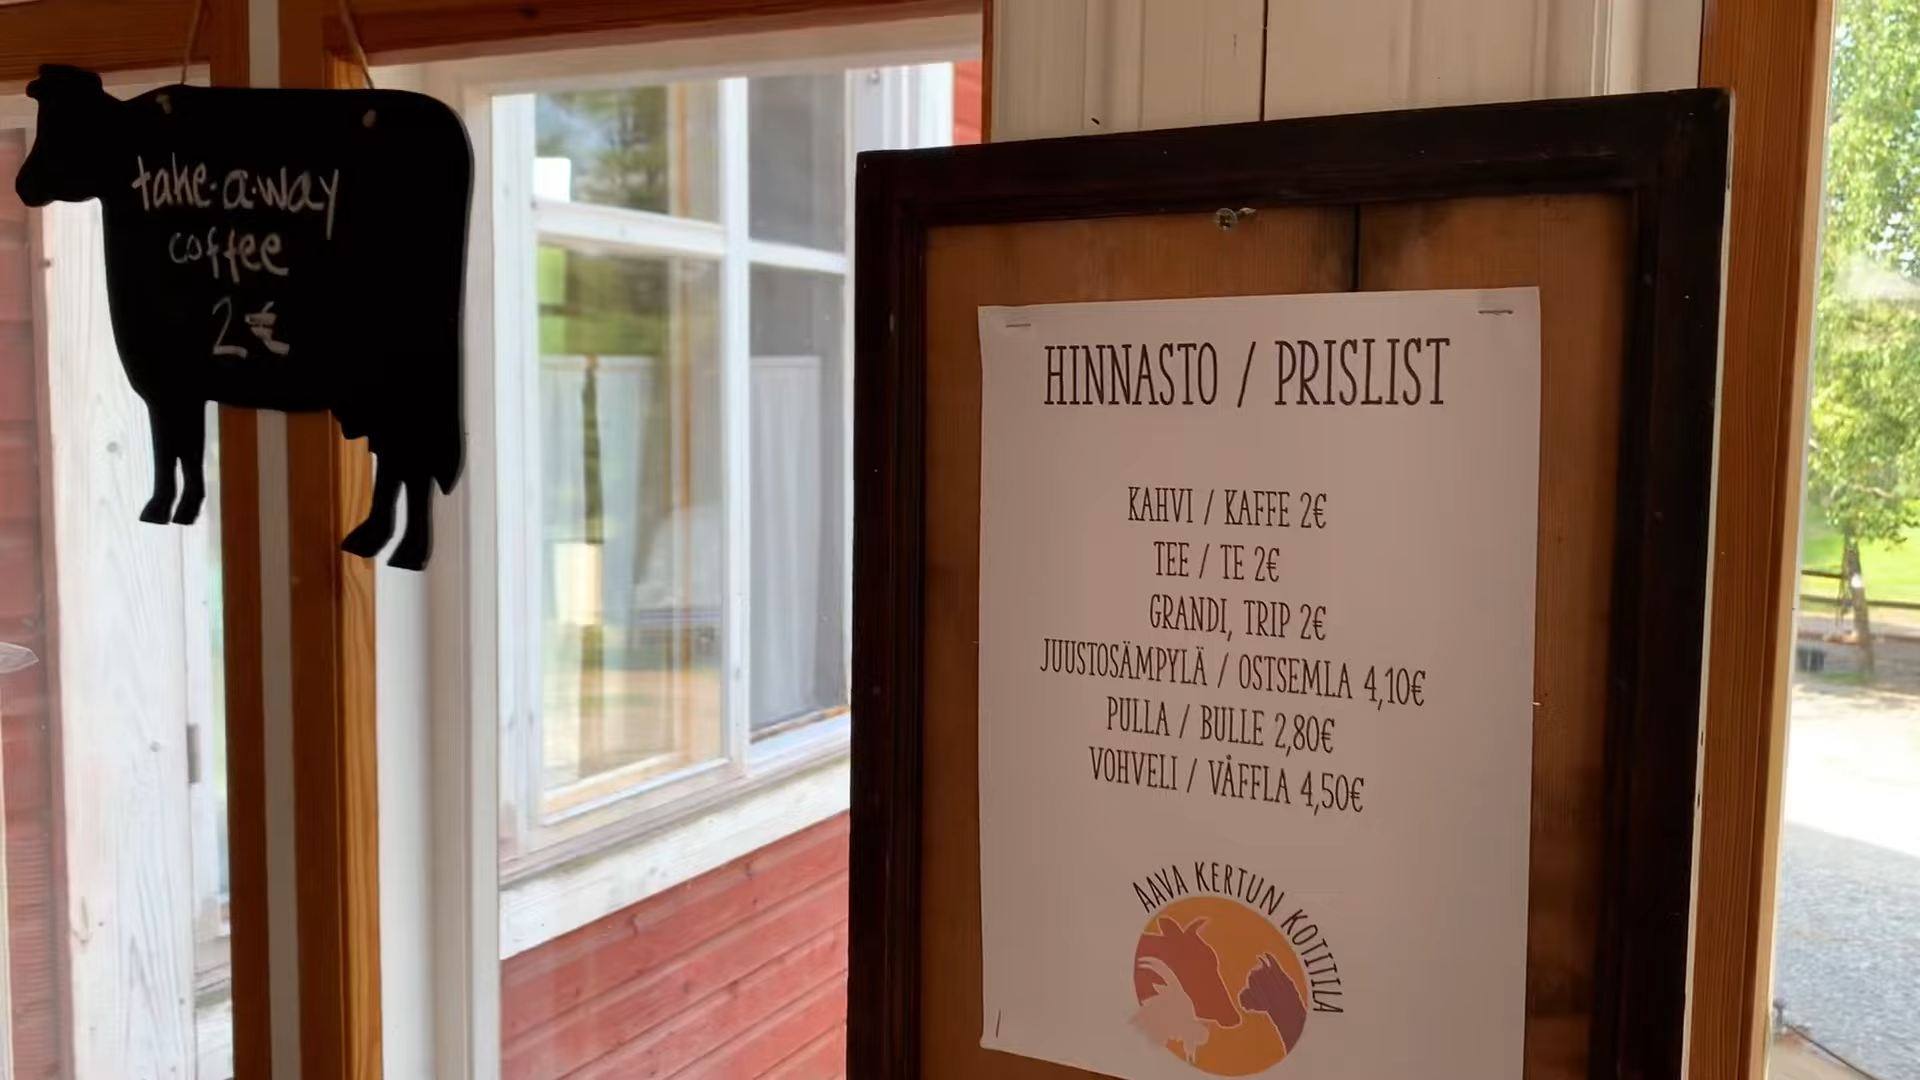 take-a-way
coffee
2€
HINNASTO / PRISLIST
KAHVI / KAFFE 2€
TEE / TE 2€
GRANDI, TRIP 2€
JUUSTOSÄMPYLÄ / OSTSEMLA 4,10€
PULLA / BULLE 2,80€
VOHVELI / VÅFFLA 4,50€
AAVA KERTUN KOTITILA